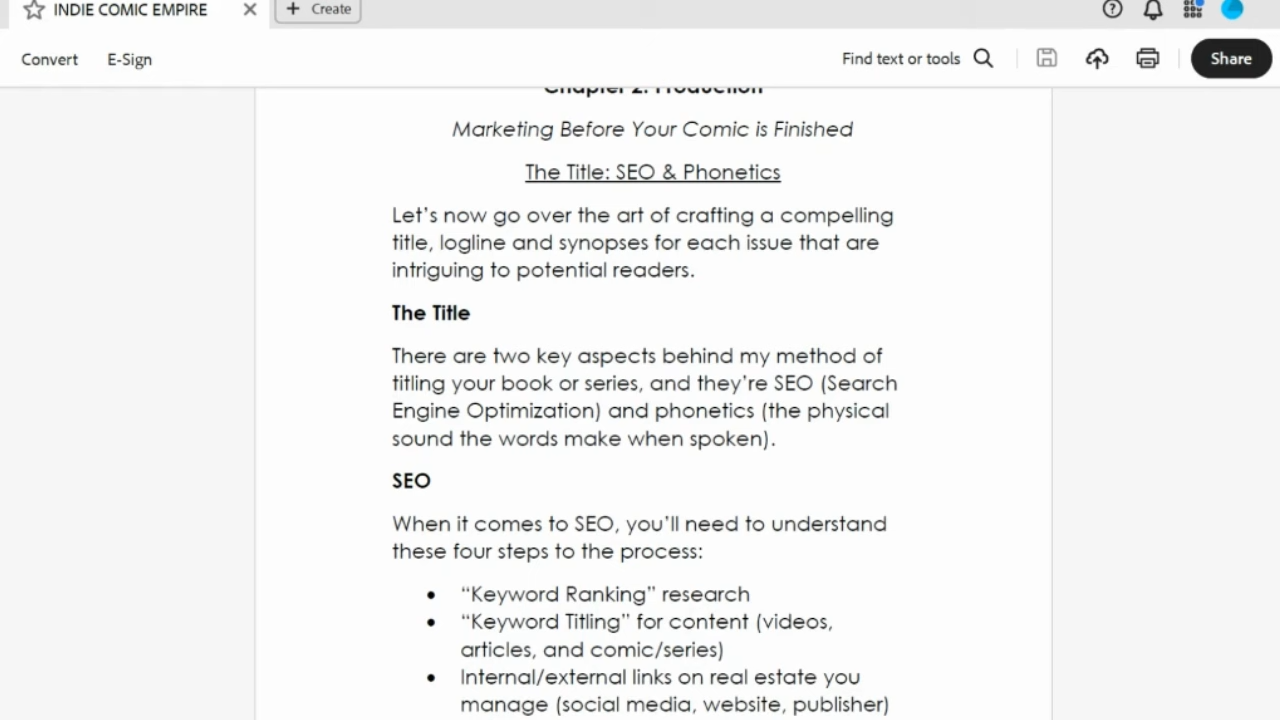 INDIE COMIC EMPIRE
+ Create
Convert
E-Sign
Find text or tools
Share
Chapter 2: Production
Marketing Before Your Comic is Finished
The Title: SEO & Phonetics
Let’s now go over the art of crafting a compelling
title, logline and synopses for each issue that are
intriguing to potential readers.
The Title
There are two key aspects behind my method of
titling your book or series, and they’re SEO (Search
Engine Optimization) and phonetics (the physical
sound the words make when spoken).
SEO
When it comes to SEO, you’ll need to understand
these four steps to the process:
• “Keyword Ranking” research
• “Keyword Titling” for content (videos,
articles, and comic/series)
• Internal/external links on real estate you
manage (social media, website, publisher)